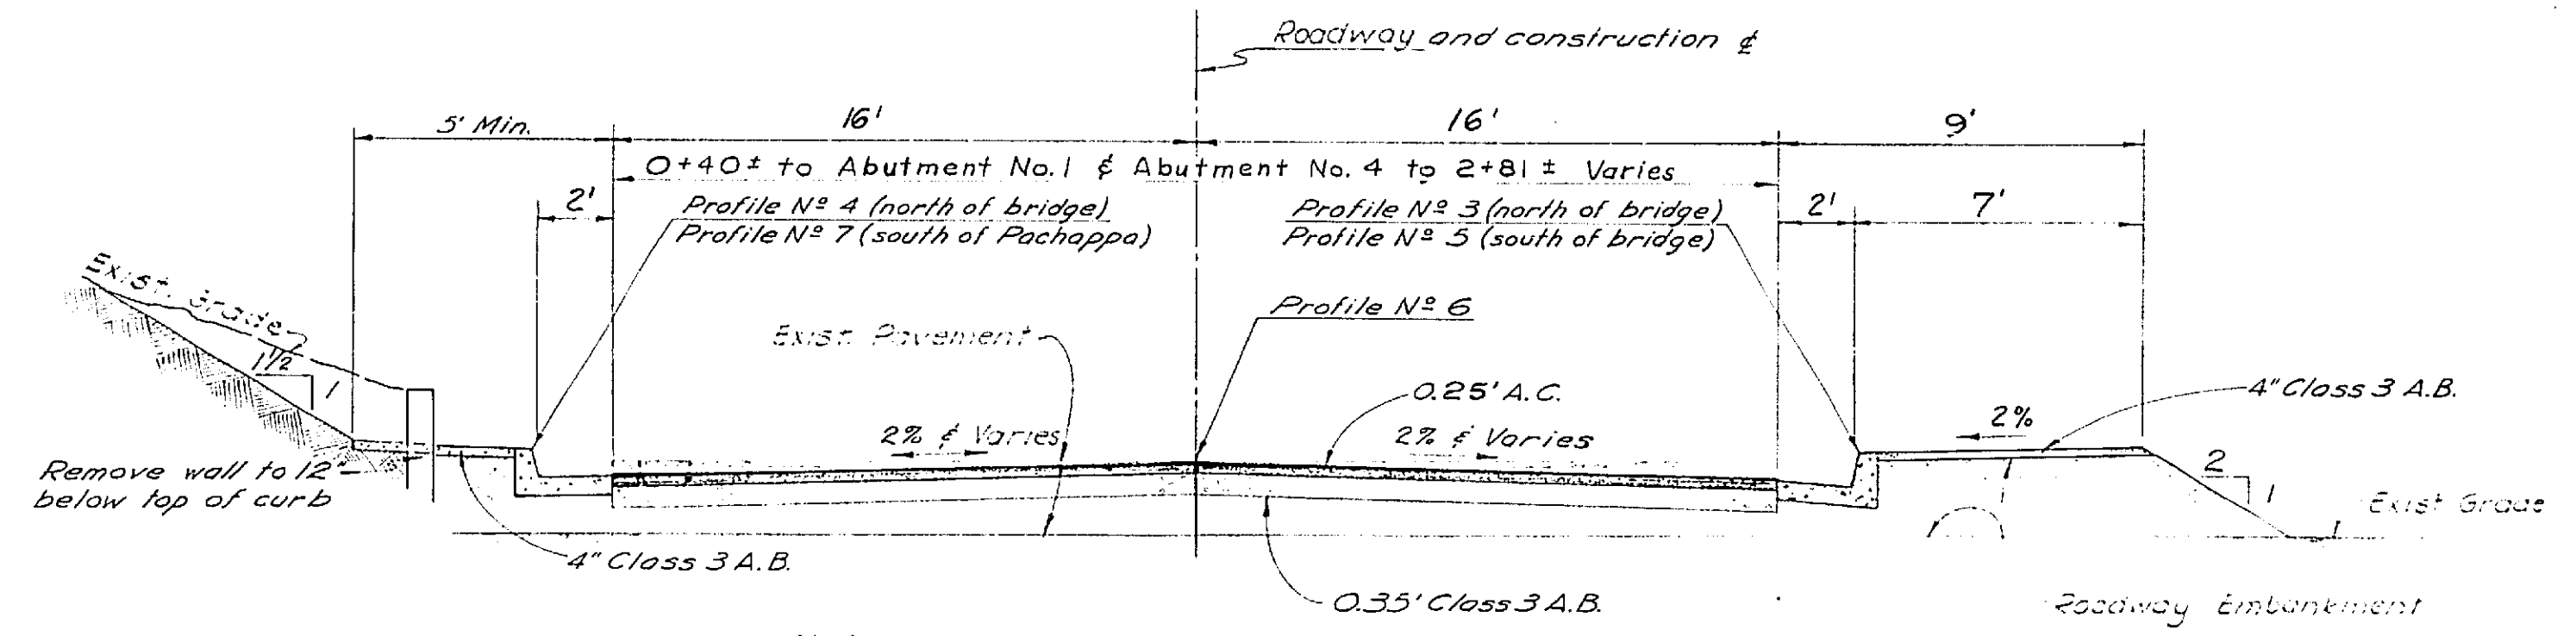 Roadway and construction ℄
5' Min.
16'
16'
9'
0+40± to Abutment No. 1 & Abutment No. 4 to 2+81± Varies
2'
Profile Nº 4 (north of bridge)
Profile Nº 7 (south of Pachappa)
Profile Nº 3 (north of bridge)
Profile Nº 5 (south of bridge)
2'
7'
Exist. Grade
Profile Nº 6
Exist. Pavement
1½
1
0.25' A.C.
4" Class 3 A.B.
2% & Varies
2% & Varies
2%
Remove wall to 12"
below top of curb
2
1
Exist Grade
4" Class 3 A.B.
0.35' Class 3 A.B.
Roadway Embankment